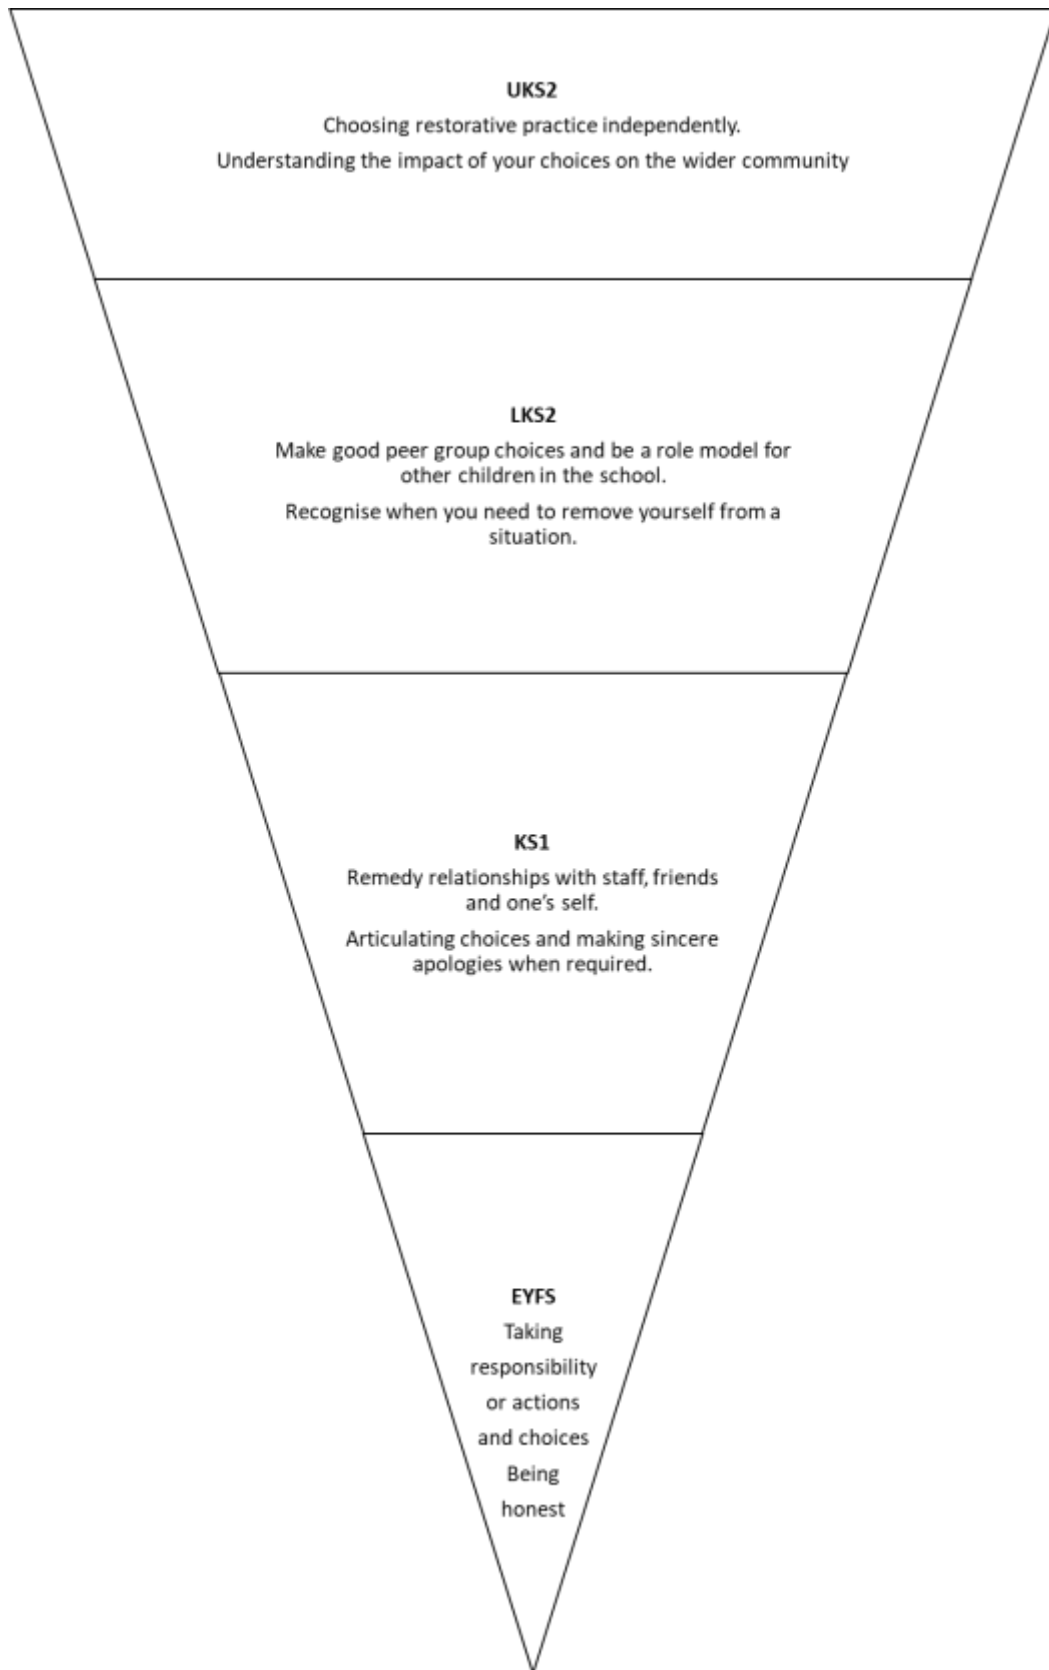 UKS2
Choosing restorative practice independently.
Understanding the impact of your choices on the wider community
LKS2
Make good peer group choices and be a role model for
other children in the school.
Recognise when you need to remove yourself from a
situation.
KS1
Remedy relationships with staff, friends
and one’s self.
Articulating choices and making sincere
apologies when required.
EYFS
Taking
responsibility
or actions
and choices
Being
honest